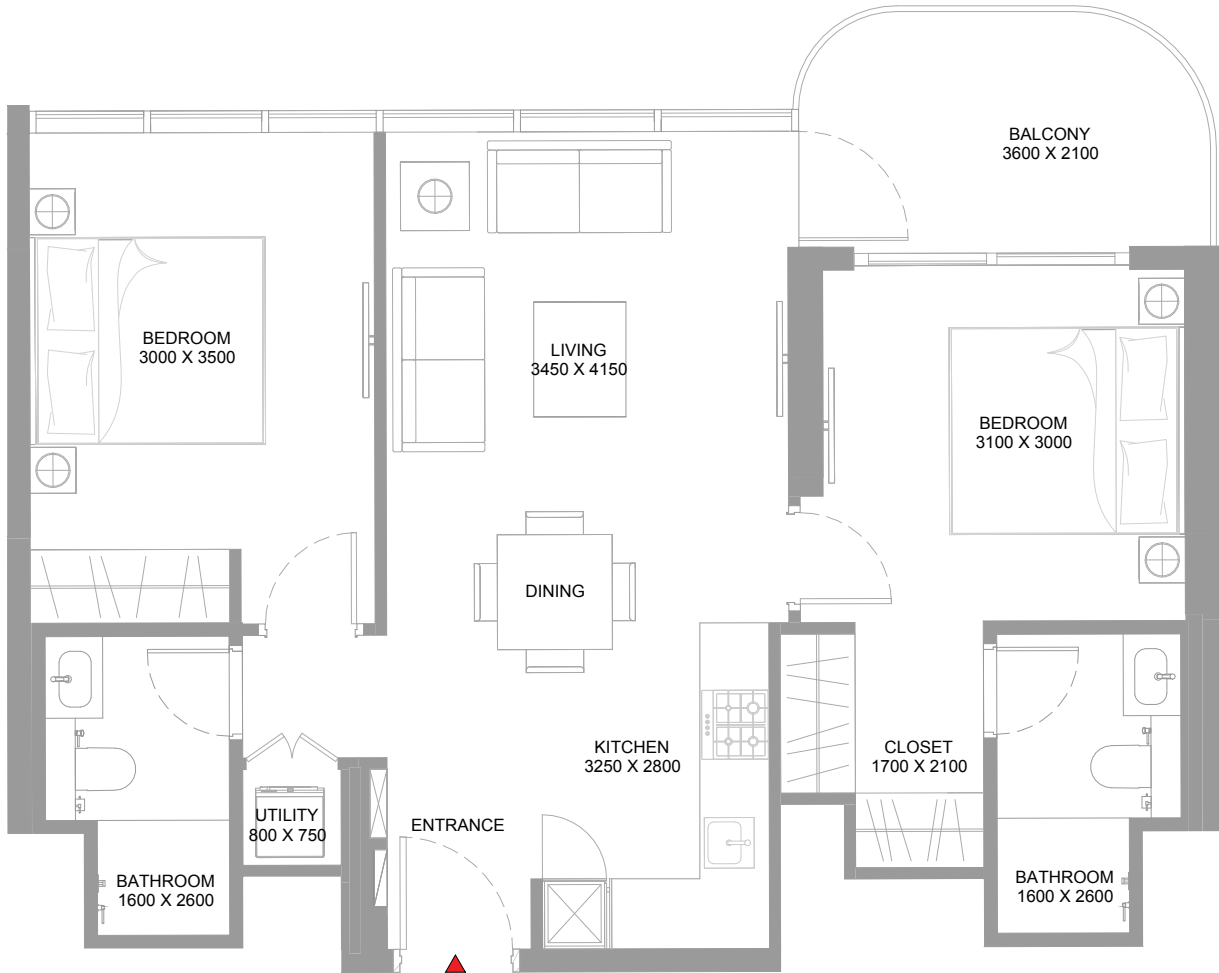 BALCONY
3600 X 2100
BEDROOM
3000 X 3500
LIVING
3450 X 4150
BEDROOM
3100 X 3000
DINING
KITCHEN
3250 X 2800
CLOSET
1700 X 2100
UTILITY
800 X 750
ENTRANCE
BATHROOM
1600 X 2600
BATHROOM
1600 X 2600